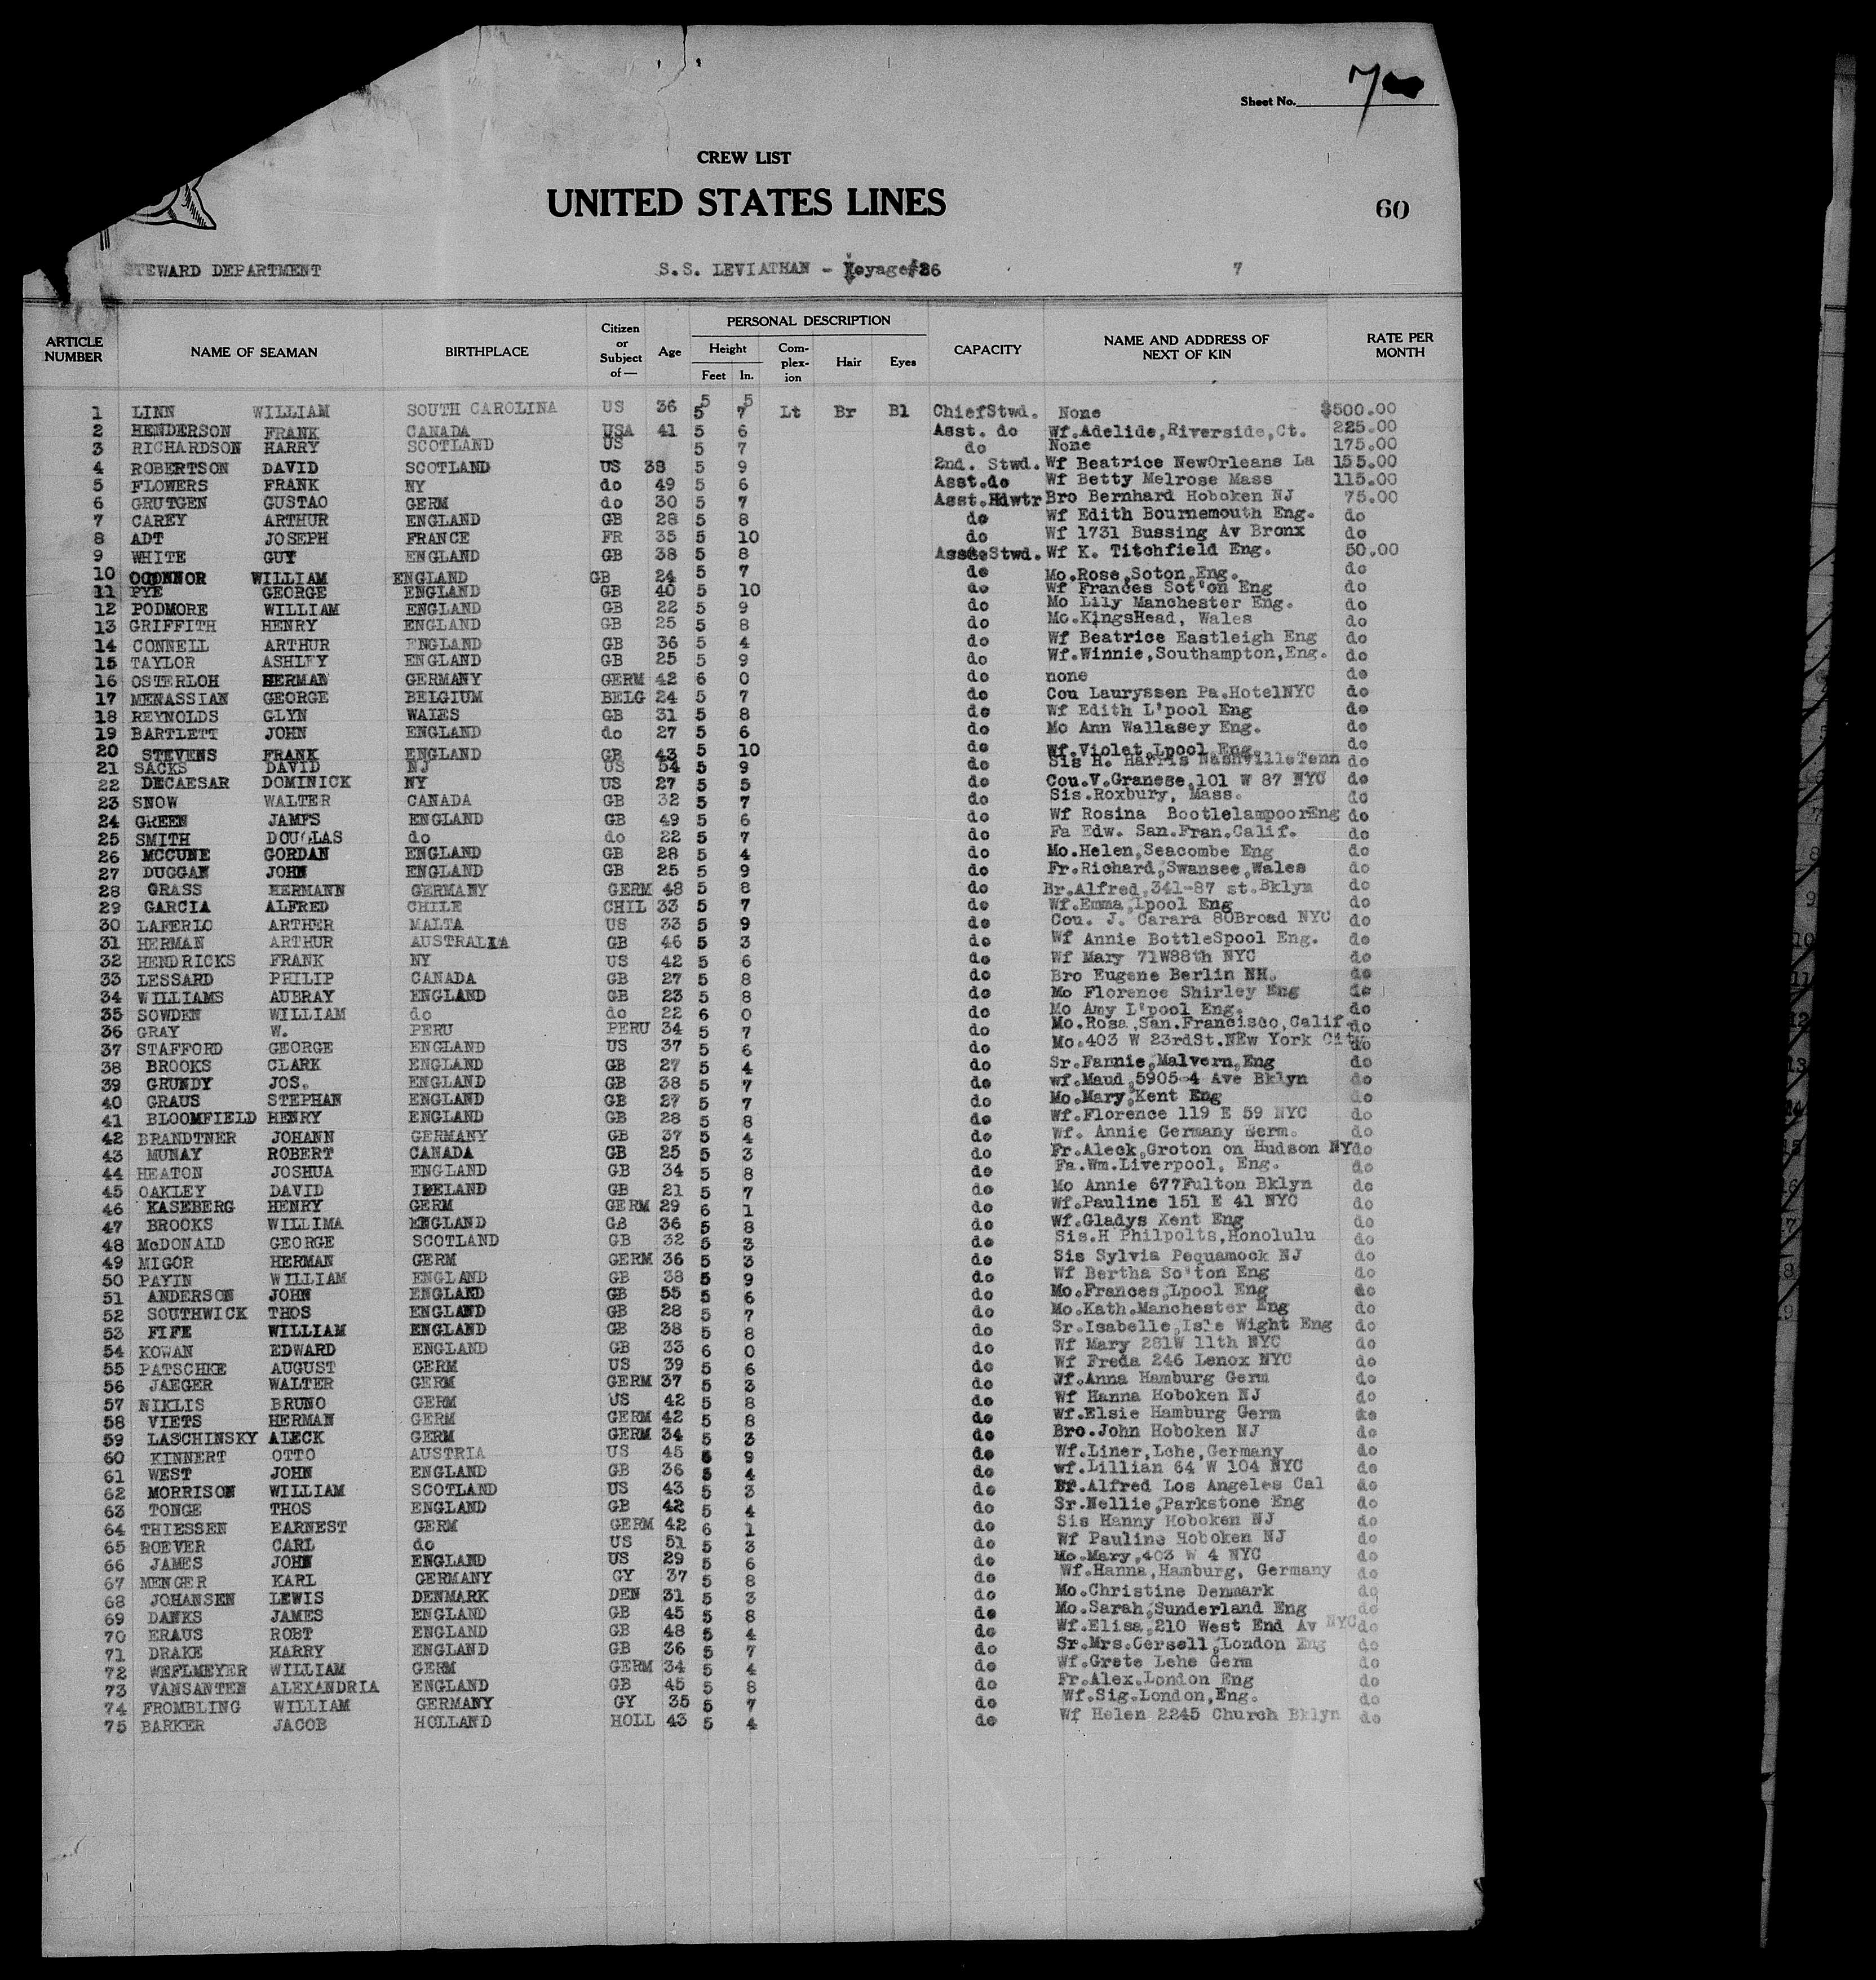 Sheet No. 7
CREW LIST
UNITED STATES LINES
60
STEWARD DEPARTMENT S.S. LEVIATHAN - Voyage#26 7
ARTICLE NUMBER NAME OF SEAMAN BIRTHPLACE Citizen or Subject of— Age PERSONAL DESCRIPTION Height Feet In. Com-plex-ion Hair Eyes CAPACITY NAME AND ADDRESS OF NEXT OF KIN RATE PER MONTH
5 5
1 LINN WILLIAM SOUTH CAROLINA US 36 5 7 Lt Br Bl ChiefStwd. None $500.00
2 HENDERSON FRANK CANADA USA 41 5 6 Asst. do Wf.Adelide,Riverside,Ct. 225.00
3 RICHARDSON HARRY SCOTLAND US 5 7 do None 175.00
4 ROBERTSON DAVID SCOTLAND US 38 5 9 2nd. Stwd. Wf Beatrice NewOrleans La 155.00
5 FLOWERS FRANK NY do 49 5 6 Asst.do Wf Betty Melrose Mass 115.00
6 GRUTGEN GUSTAO GERM do 30 5 7 Asst.Hdwtr Bro Bernhard Hoboken NJ 75.00
7 CAREY ARTHUR ENGLAND GB 28 5 8 do Wf Edith Bournemouth Eng. do
8 ADT JOSEPH FRANCE FR 35 5 10 do Wf 1731 Bussing Av Bronx do
9 WHITE GUY ENGLAND GB 38 5 8 Asst.Stwd. Wf K. Titchfield Eng. 50.00
10 OCONNOR WILLIAM ENGLAND GB 24 5 7 do Mo.Rose,Soton,Eng. do
11 PYE GEORGE ENGLAND GB 40 5 10 do Wf Frances Sot'on Eng do
12 PODMORE WILLIAM ENGLAND GB 22 5 9 do Mo Lily Manchester Eng. do
13 GRIFFITH HENRY ENGLAND GB 25 5 8 do Mo.KingsHead, Wales do
14 CONNELL ARTHUR ENGLAND GB 36 5 4 do Wf Beatrice Eastleigh Eng do
15 TAYLOR ASHLEY ENGLAND GB 25 5 9 do Wf.Winnie,Southampton,Eng. do
16 OSTERLOH HERMAN GERMANY GERM 42 6 0 do none do
17 MENASSIAN GEORGE BELGIUM BELG 24 5 7 do Cou Lauryssen Pa.HotelNYC do
18 REYNOLDS GLYN WALES GB 31 5 8 do Wf Edith L'pool Eng do
19 BARTLETT JOHN ENGLAND do 27 5 6 do Mo Ann Wallasey Eng. do
20 STEVENS FRANK ENGLAND GB 43 5 10 do Wf.Violet,Lpool Eng. do
21 SACKS DAVID NJ US 54 5 9 do Sis H. Harris NashvilleTenn do
22 DECAESAR DOMINICK NY US 27 5 5 do Cou.V.Granese,101 W 87 NYC do
23 SNOW WALTER CANADA GB 32 5 7 do Sis.Roxbury, Mass. do
24 GREEN JAMES ENGLAND GB 49 5 6 do Wf Rosina BootlelampoorEng do
25 SMITH DOUGLAS do do 22 5 7 do Fa Edw. San.Fran.Calif. do
26 MCCUNE GORDAN ENGLAND GB 28 5 4 do Mo.Helen,Seacombe Eng do
27 DUGGAN JOHN ENGLAND GB 25 5 9 do Fr.Richard,Swansee,Wales do
28 GRASS HERMANN GERMANY GERM 48 5 8 do Br.Alfred,341-87 st.Bklyn do
29 GARCIA ALFRED CHILE CHIL 33 5 7 do Wf.Emma,Lpool Eng do
30 LAFERLO ARTHER MALTA US 33 5 9 do Cou. J. Carara 80Broad NYC do
31 HERMAN ARTHUR AUSTRALIA GB 46 5 3 do Wf Annie BottleSpool Eng. do
32 HENDRICKS FRANK NY US 42 5 6 do Wf Mary 71W88th NYC do
33 LESSARD PHILIP CANADA GB 27 5 8 do Bro Eugene Berlin NH. do
34 WILLIAMS AUBRAY ENGLAND GB 23 5 8 do Mo Florence Shirley Eng do
35 SOWDEN WILLIAM do do 22 6 0 do Mo Amy L'pool Eng. do
36 GRAY W. PERU PERU 34 5 7 do Mo.Rosa,San.Francisco,Calif. do
37 STAFFORD GEORGE ENGLAND US 37 5 6 do Mo.403 W 23rdSt.NEw York City do
38 BROOKS CLARK ENGLAND GB 27 5 4 do Sr.Fannie,Malvern,Eng do
39 GRUNDY JOS. ENGLAND GB 38 5 7 do wf.Maud,5905-4 Ave Bklyn do
40 GRAUS STEPHAN ENGLAND GB 27 5 7 do Mo.Mary,Kent Eng do
41 BLOOMFIELD HENRY ENGLAND GB 28 5 8 do Wf.Florence 119 E 59 NYC do
42 BRANDTNER JOHANN GERMANY GB 37 5 4 do Wf. Annie Germany Germ. do
43 MUNAY ROBERT CANADA GB 25 5 3 do Fr.Aleck,Groton on Hudson NY do
44 HEATON JOSHUA ENGLAND GB 34 5 8 do Fa.Wm.Liverpool, Eng. do
45 OAKLEY DAVID IRELAND GB 21 5 7 do Mo Annie 677Fulton Bklyn do
46 KASEBERG HENRY GERM GERM 29 6 1 do Wf.Pauline 151 E 41 NYC do
47 BROOKS WILLIMA ENGLAND GB 36 5 8 do Wf.Gladys Kent Eng do
48 McDONALD GEORGE SCOTLAND GB 32 5 3 do Sis.H Philpolts,Honolulu do
49 MIGOR HERMAN GERM GERM 36 5 3 do Sis Sylvia Pequamock NJ do
50 PAYIN WILLIAM ENGLAND GB 38 5 9 do Wf Bertha So'ton Eng do
51 ANDERSON JOHN ENGLAND GB 55 5 6 do Mo.Frances,Lpool Eng do
52 SOUTHWICK THOS ENGLAND GB 28 5 7 do Mo.Kath.Manchester Eng do
53 FIFE WILLIAM ENGLAND GB 38 5 8 do Sr.Isabelle,Isle Wight Eng do
54 KOWAN EDWARD ENGLAND GB 33 6 0 do Wf Mary 281W 11th NYC do
55 PATSCHKE AUGUST GERM US 39 5 6 do Wf Freda 246 Lenox NYC do
56 JAEGER WALTER GERM GERM 37 5 3 do Wf.Anna Hamburg Germ do
57 NIKLIS BRUNO GERM US 42 5 8 do Wf Hanna Hoboken NJ do
58 VIETS HERMAN GERM GERM 42 5 8 do Wf.Elsie Hamburg Germ do
59 LASCHINSKY ALECK GERM GERM 34 5 3 do Bro.John Hoboken NJ do
60 KINNERT OTTO AUSTRIA US 45 5 9 do Wf.Liner,Lehe,Germany do
61 WEST JOHN ENGLAND GB 36 5 4 do wf.Lillian 64 W 104 NYC do
62 MORRISON WILLIAM SCOTLAND US 43 5 3 do Br.Alfred Los Angeles Cal do
63 TONGE THOS ENGLAND GB 42 5 4 do Sr.Nellie,Parkstone Eng do
64 THIESSEN EARNEST GERM GERM 42 6 1 do Sis Hanny Hoboken NJ do
65 ROEVER CARL do US 51 5 3 do Wf Pauline Hoboken NJ do
66 JAMES JOHN ENGLAND US 29 5 6 do Mo.Mary,403 W 4 NYC do
67 MENGER KARL GERMANY GY 37 5 8 do Wf.Hanna,Hamburg, Germany do
68 JOHANSEN LEWIS DENMARK DEN 31 5 3 do Mo.Christine Denmark do
69 DANKS JAMES ENGLAND GB 45 5 8 do Mo.Sarah,Sunderland Eng do
70 ERAUS ROBT ENGLAND GB 48 5 4 do Wf.Elisa,210 West End Av NYC do
71 DRAKE HARRY ENGLAND GB 36 5 7 do Sr.Mrs.Gersell,London Eng do
72 WEFLMEYER WILLIAM GERM GERM 34 5 4 do Wf.Grete Lehe Germ do
73 VANSANTEN ALEXANDRIA ENGLAND GB 45 5 8 do Fr.Alex.London Eng do
74 FROMBLING WILLIAM GERMANY GY 35 5 7 do Wf.Sig.London,Eng. do
75 BARKER JACOB HOLLAND HOLL 43 5 4 do Wf Helen 2245 Church Bklyn do